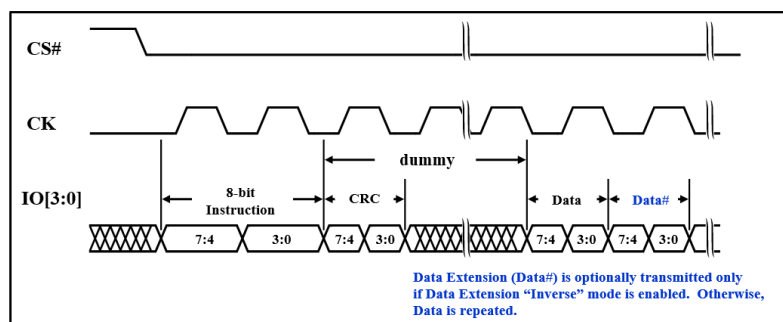 CS#
CK
dummy
IO[3:0]
8-bit
Instruction
CRC
Data
Data#
7:4
3:0
7:4
3:0
7:4
3:0
7:4
3:0
Data Extension (Data#) is optionally transmitted only
if Data Extension “Inverse” mode is enabled. Otherwise,
Data is repeated.